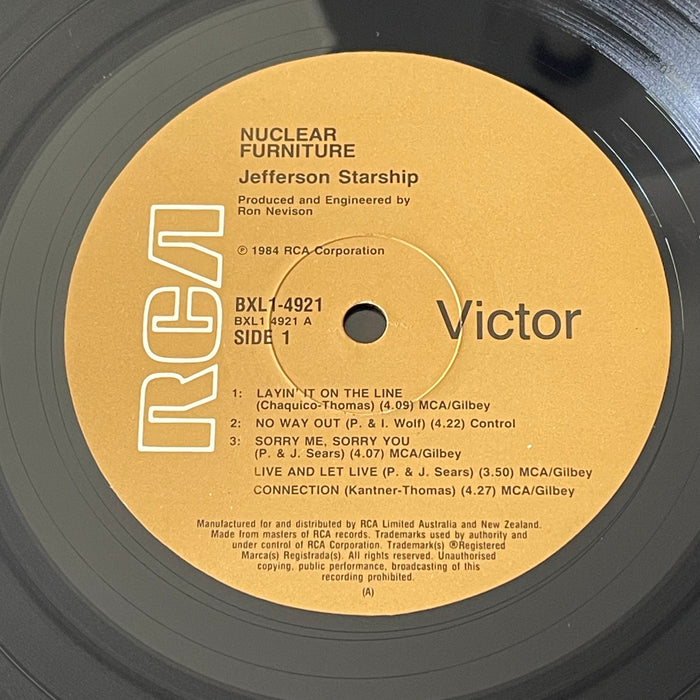 NUCLEAR
FURNITURE
Jefferson Starship
Produced and Engineered by
Ron Nevison
℗ 1984 RCA Corporation
RCA
BXL1-4921
BXL1 4921 A
SIDE 1
Victor
1: LAYIN' IT ON THE LINE
(Chaquico-Thomas) (4.09) MCA/Gilbey
2: NO WAY OUT (P. & I. Wolf) (4.22) Control
3: SORRY ME, SORRY YOU
(P. & J. Sears) (4.07) MCA/Gilbey
LIVE AND LET LIVE (P. & J. Sears) (3.50) MCA/Gilbey
CONNECTION (Kantner-Thomas) (4.27) MCA/Gilbey
Manufactured for and distributed by RCA Limited Australia and New Zealand.
Made from masters of RCA records. Trademarks used by authority and
under control of RCA Corporation. Trademark(s) ®Registered
Marca(s) Registrada(s). All rights reserved. Unauthorised
copying, public performance, broadcasting of this
recording prohibited.
(A)